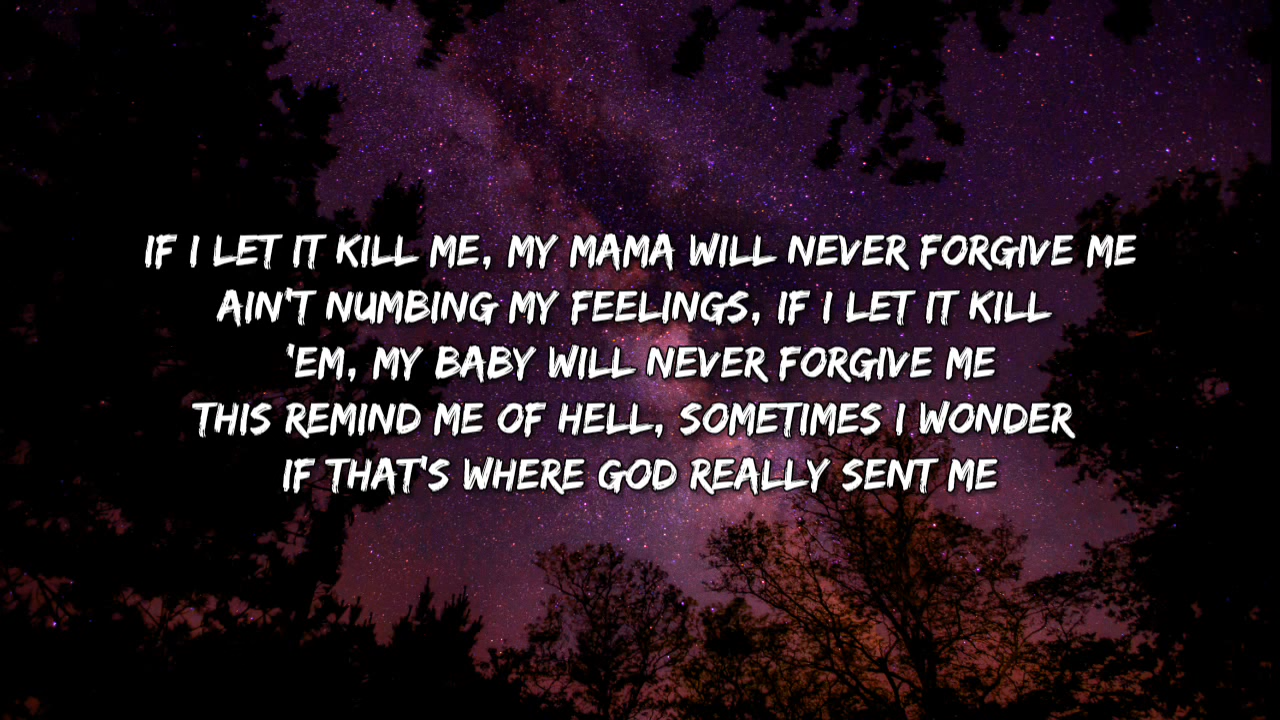 IF I LET IT KILL ME, MY MAMA WILL NEVER FORGIVE ME
AIN'T NUMBING MY FEELINGS, IF I LET IT KILL
'EM, MY BABY WILL NEVER FORGIVE ME
THIS REMIND ME OF HELL, SOMETIMES I WONDER
IF THAT'S WHERE GOD REALLY SENT ME